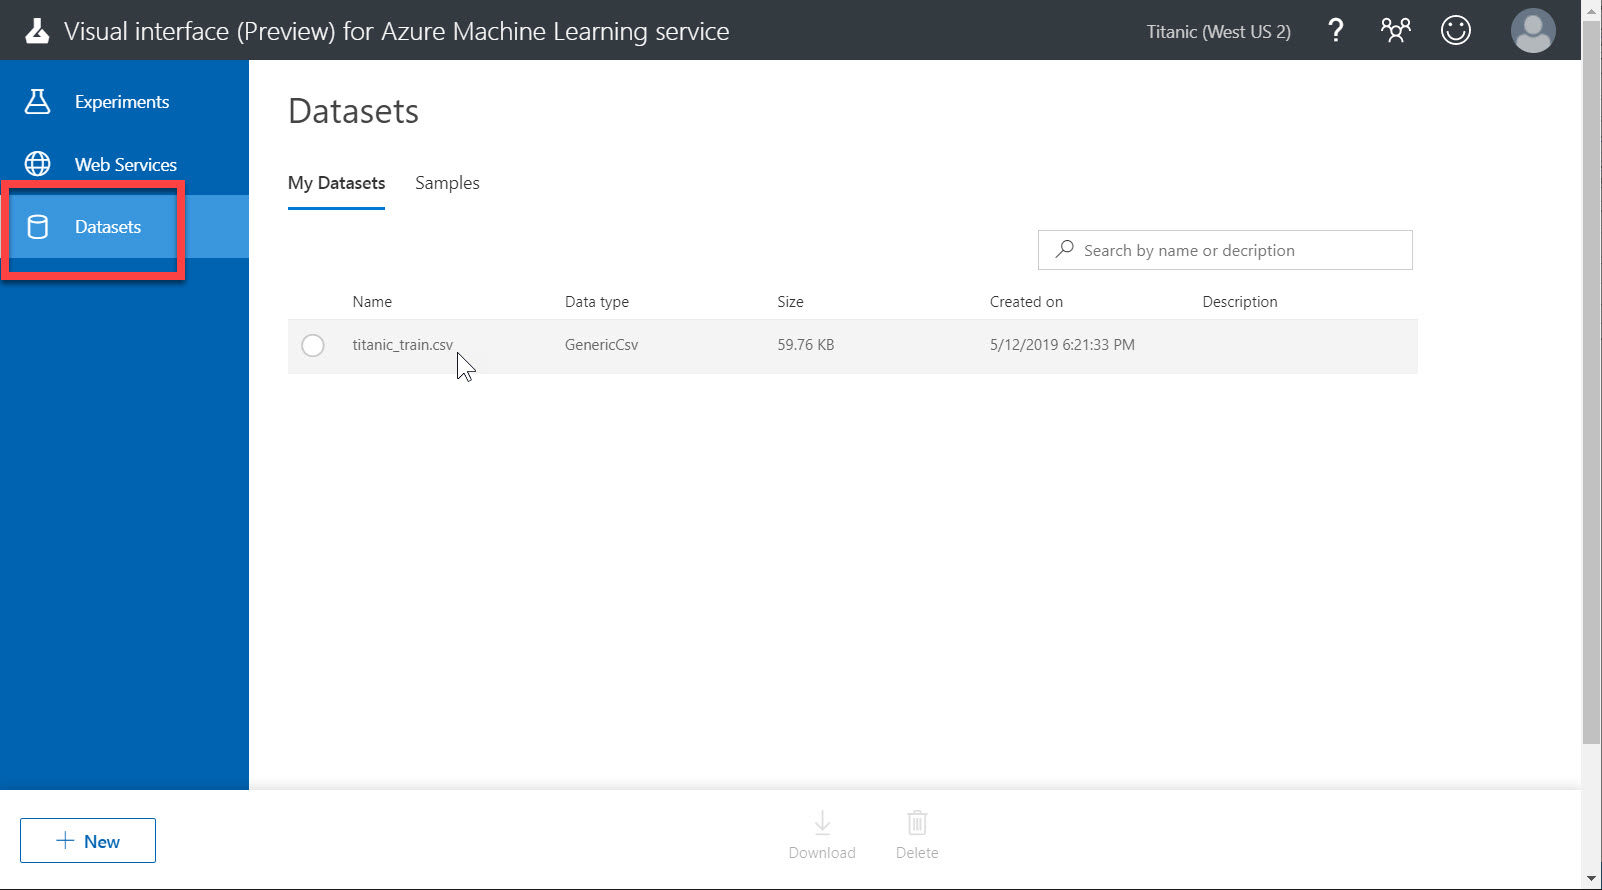 Visual interface (Preview) for Azure Machine Learning service
Titanic (West US 2)
?
Experiments
Web Services
Datasets
Datasets
My Datasets Samples
Search by name or decription
Name Data type Size Created on Description
titanic_train.csv GenericCsv 59.76 KB 5/12/2019 6:21:33 PM
+ New
Download Delete